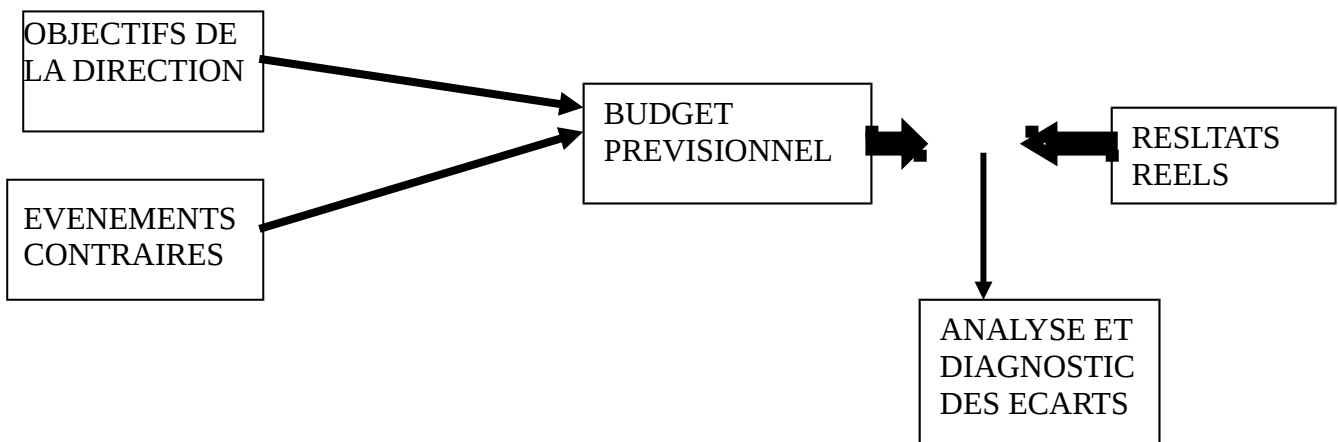 OBJECTIFS DE
LA DIRECTION
BUDGET
PREVISIONNEL
RESLTATS
REELS
EVENEMENTS
CONTRAIRES
ANALYSE ET
DIAGNOSTIC
DES ECARTS